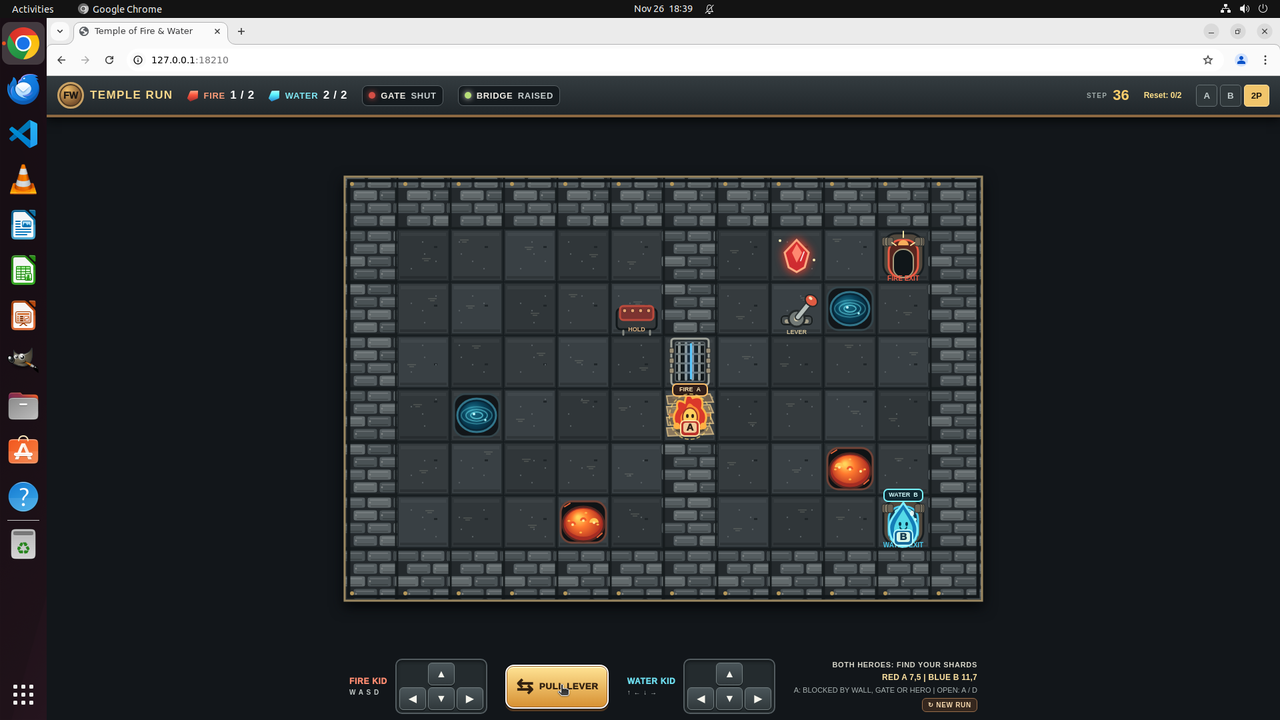 Activities
Google Chrome
Nov 26 18:39
Temple of Fire & Water
127.0.0.1:18210
FW
TEMPLE RUN
FIRE 1 / 2
WATER 2 / 2
GATE SHUT
BRIDGE RAISED
STEP 36
Reset: 0/2
A
B
2P
FIRE EXIT
HOLD
LEVER
FIRE A
A
WATER B
B
WATER EXIT
FIRE KID
W A S D
PULL LEVER
WATER KID
↑ ← ↓ →
BOTH HEROES: FIND YOUR SHARDS
RED A 7,5 | BLUE B 11,7
A: BLOCKED BY WALL, GATE OR HERO | OPEN: A / D
↻ NEW RUN